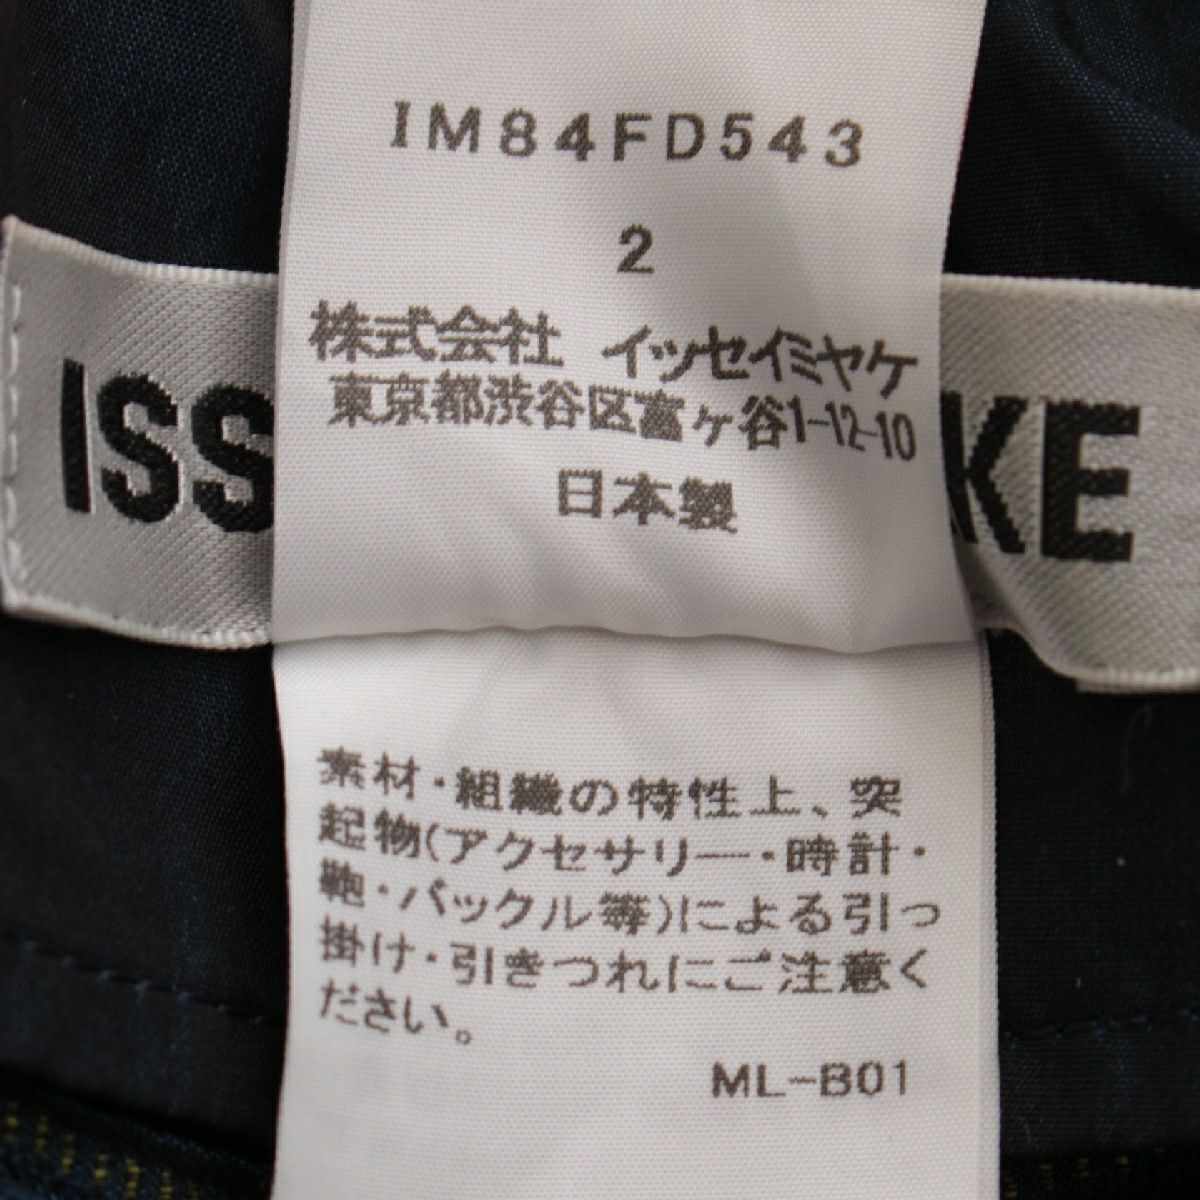 IM84FD543
2
株式会社 イッセイミヤケ
東京都渋谷区富ヶ谷1-12-10
日本製
ISS
KE
素材・組織の特性上、突
起物(アクセサリー・時計・
鞄・バックル等)による引っ
掛け・引きつれにご注意く
ださい。
ML-B01